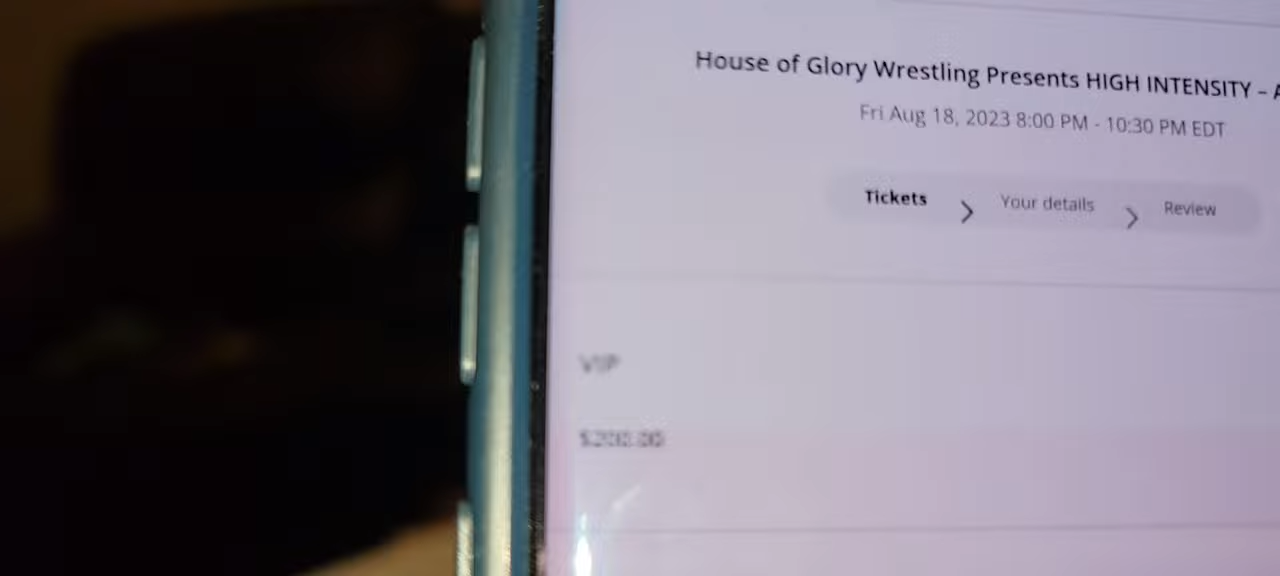 House of Glory Wrestling Presents HIGH INTENSITY –
Fri Aug 18, 2023 8:00 PM - 10:30 PM EDT
Tickets
Your details
Review
VIP